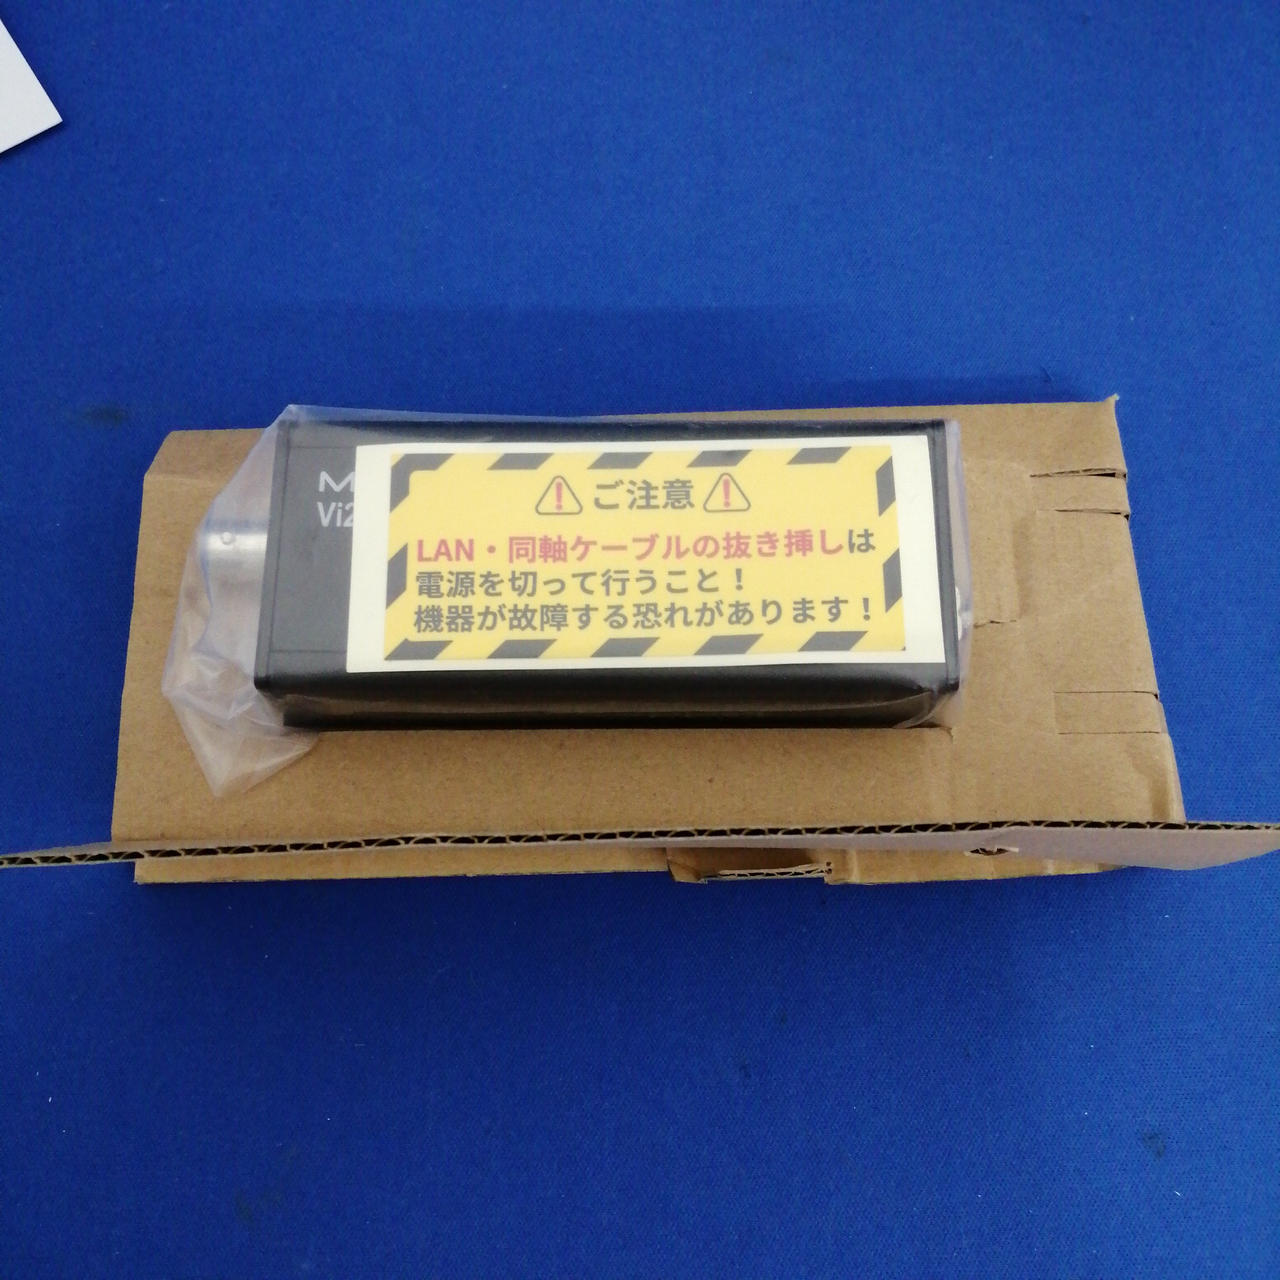 M
Vi2
ご注意
LAN・同軸ケーブルの抜き挿しは
電源を切って行うこと！
機器が故障する恐れがあります！